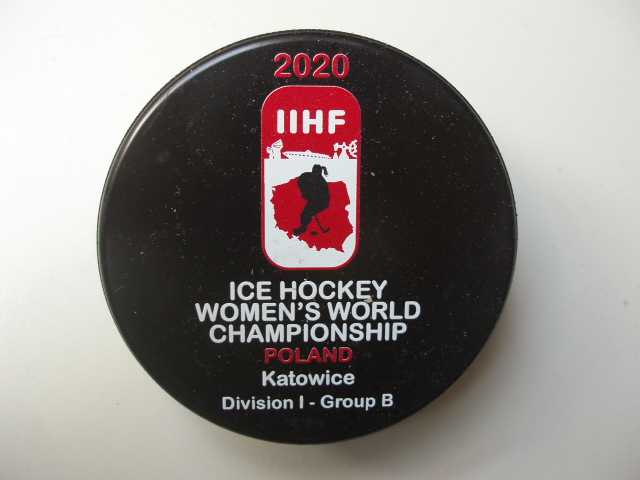 2020
IIHF
ICE HOCKEY
WOMEN'S WORLD
CHAMPIONSHIP
POLAND
Katowice
Division I - Group B